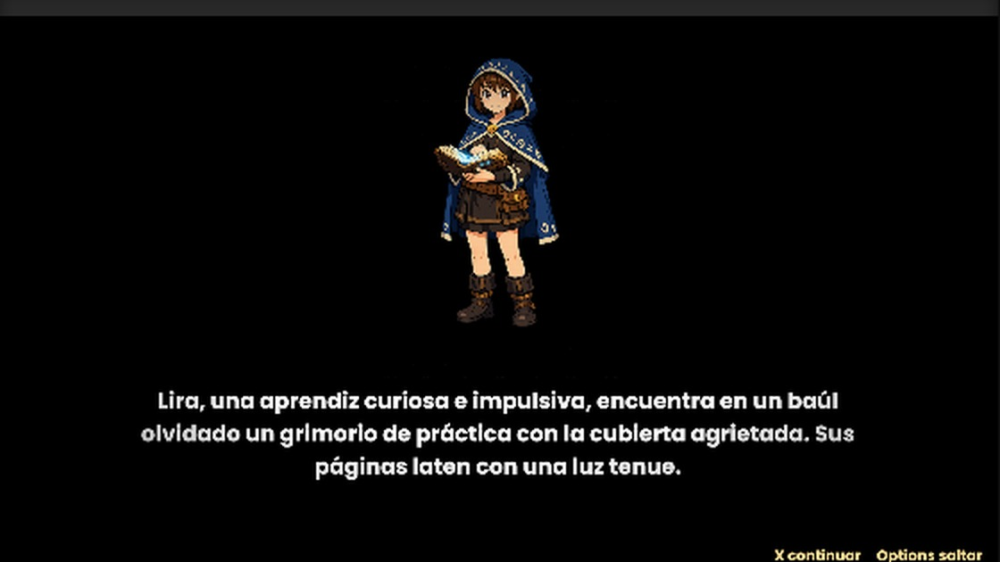 Lira, una aprendiz curiosa e impulsiva, encuentra en un baúl
olvidado un grimorio de práctica con la cubierta agrietada. Sus
páginas laten con una luz tenue.
X continuar Options saltar